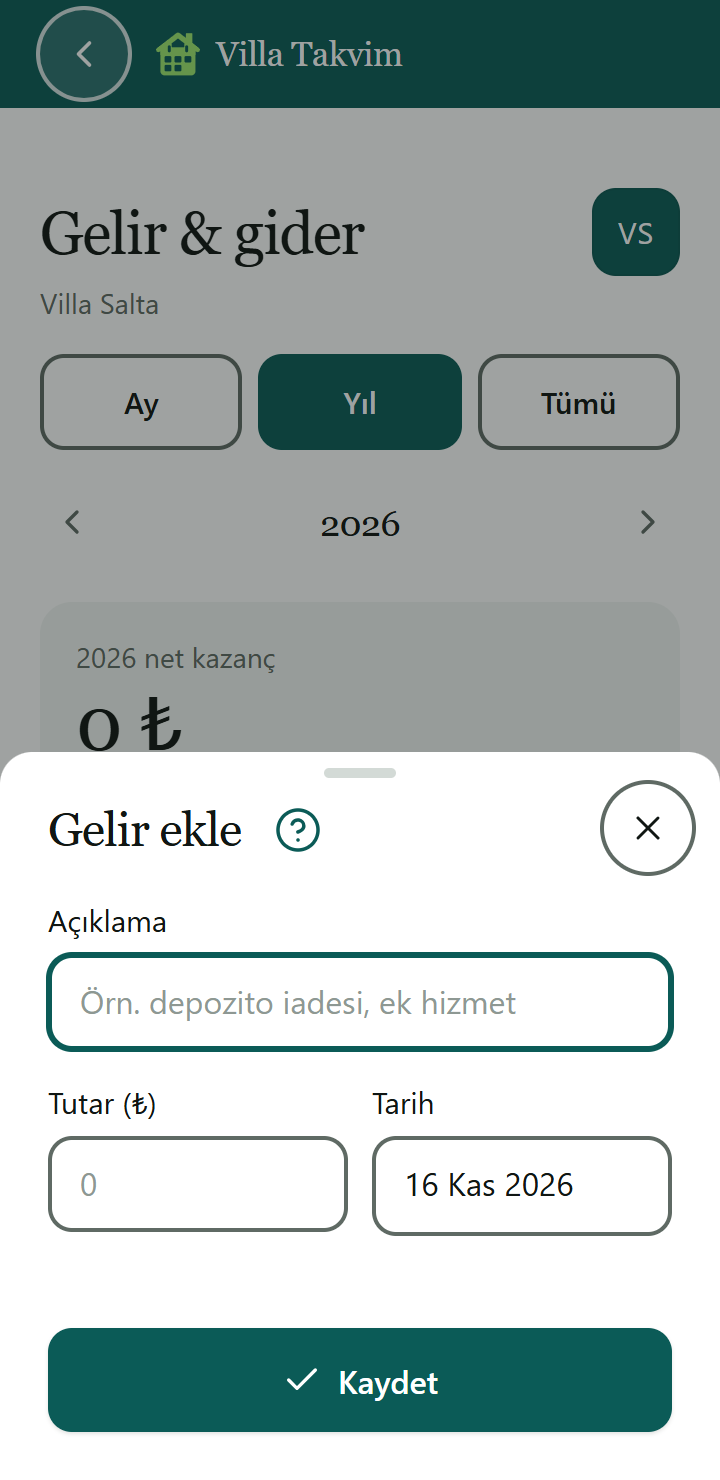 Villa Takvim
Gelir & gider
VS
Villa Salta
Ay
Yıl
Tümü
2026
2026 net kazanç
0 ₺
Gelir ekle
?
Açıklama
Örn. depozito iadesi, ek hizmet
Tutar (₺)
Tarih
0
16 Kas 2026
Kaydet